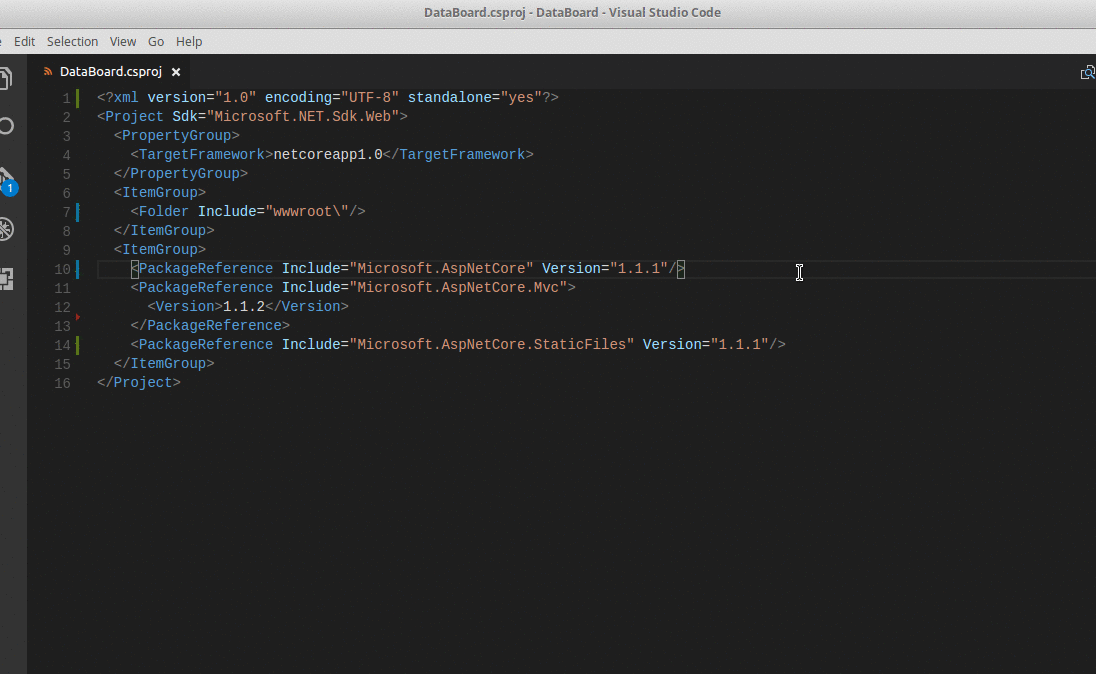 DataBoard.csproj - DataBoard - Visual Studio Code
Edit Selection View Go Help
DataBoard.csproj ×
1 <?xml version="1.0" encoding="UTF-8" standalone="yes"?>
2 <Project Sdk="Microsoft.NET.Sdk.Web">
3 <PropertyGroup>
4 <TargetFramework>netcoreapp1.0</TargetFramework>
5 </PropertyGroup>
6 <ItemGroup>
7 <Folder Include="wwwroot\"/>
8 </ItemGroup>
9 <ItemGroup>
10 <PackageReference Include="Microsoft.AspNetCore" Version="1.1.1"/>
11 <PackageReference Include="Microsoft.AspNetCore.Mvc">
12 <Version>1.1.2</Version>
13 </PackageReference>
14 <PackageReference Include="Microsoft.AspNetCore.StaticFiles" Version="1.1.1"/>
15 </ItemGroup>
16 </Project>
1